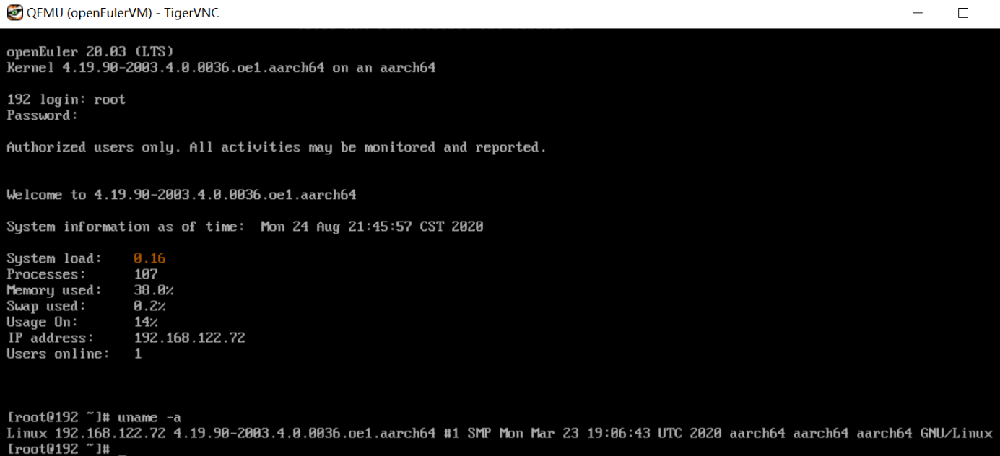 QEMU (openEulerVM) - TigerVNC
openEuler 20.03 (LTS)
Kernel 4.19.90-2003.4.0.0036.oe1.aarch64 on an aarch64
192 login: root
Password:
Authorized users only. All activities may be monitored and reported.
Welcome to 4.19.90-2003.4.0.0036.oe1.aarch64
System information as of time:  Mon 24 Aug 21:45:57 CST 2020
System load:    0.16
Processes:      107
Memory used:    38.0%
Swap used:      0.2%
Usage On:       14%
IP address:     192.168.122.72
Users online:   1
[root@192 ~]# uname -a
Linux 192.168.122.72 4.19.90-2003.4.0.0036.oe1.aarch64 #1 SMP Mon Mar 23 19:06:43 UTC 2020 aarch64 aarch64 aarch64 GNU/Linux
[root@192 ~]# _